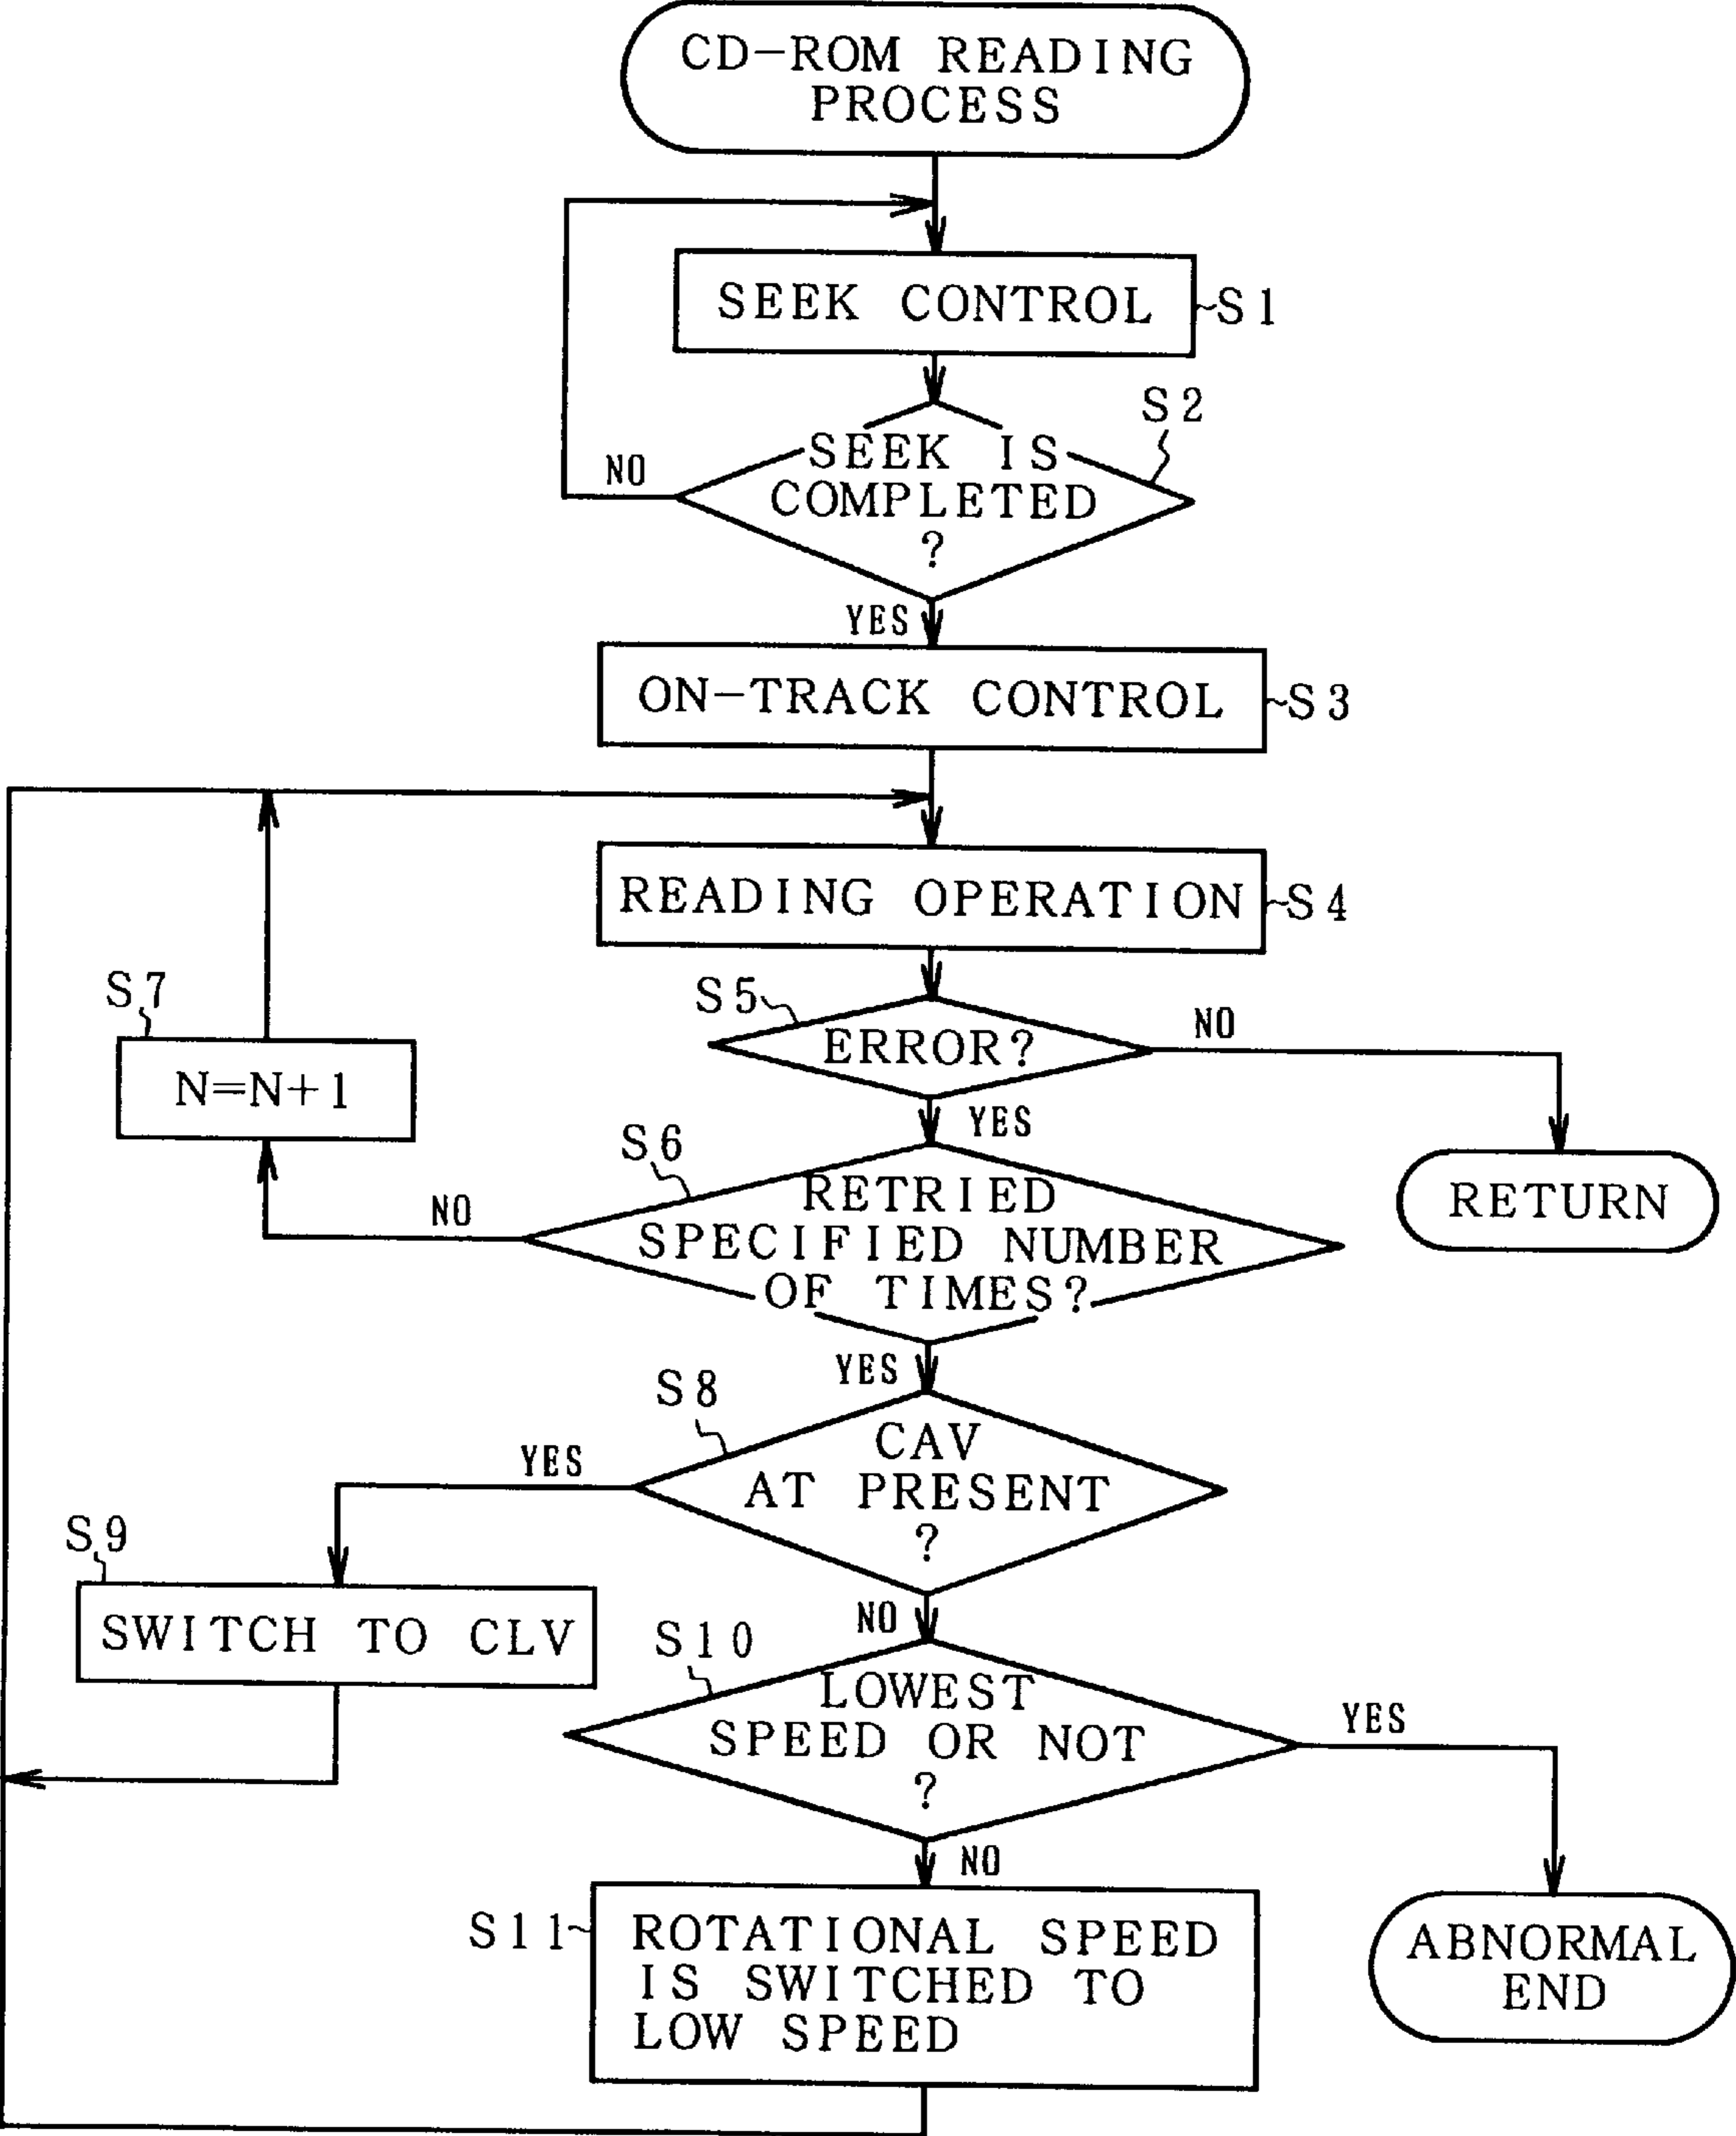 CD-ROM READING
PROCESS
SEEK CONTROL
S1
S2
SEEK IS
COMPLETED
?
NO
YES
ON-TRACK CONTROL
S3
READING OPERATION
S4
S5
ERROR?
NO
YES
S7
N=N+1
S6
RETRIED
SPECIFIED NUMBER
OF TIMES?
NO
RETURN
YES
S8
CAV
AT PRESENT
?
YES
S9
SWITCH TO CLV
NO
S10
LOWEST
SPEED OR NOT
?
YES
NO
S11
ROTATIONAL SPEED
IS SWITCHED TO
LOW SPEED
ABNORMAL
END